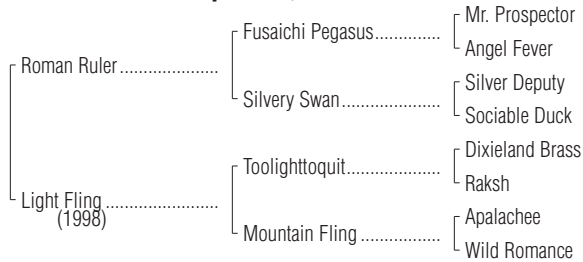 Mr. Prospector
Fusaichi Pegasus..............
Angel Fever
Roman Ruler.....................
Silver Deputy
Silvery Swan.....................
Sociable Duck
Dixieland Brass
Toolighttoquit....................
Raksh
Light Fling ........................
(1998)
Apalachee
Mountain Fling .................
Wild Romance